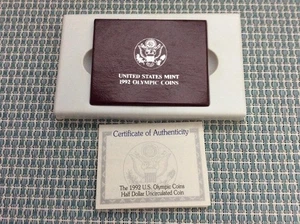 UNITED STATES MINT
1992 OLYMPIC COINS
Certificate of Authenticity
The 1992 U.S. Olympic Coins
Half Dollar Uncirculated Coin